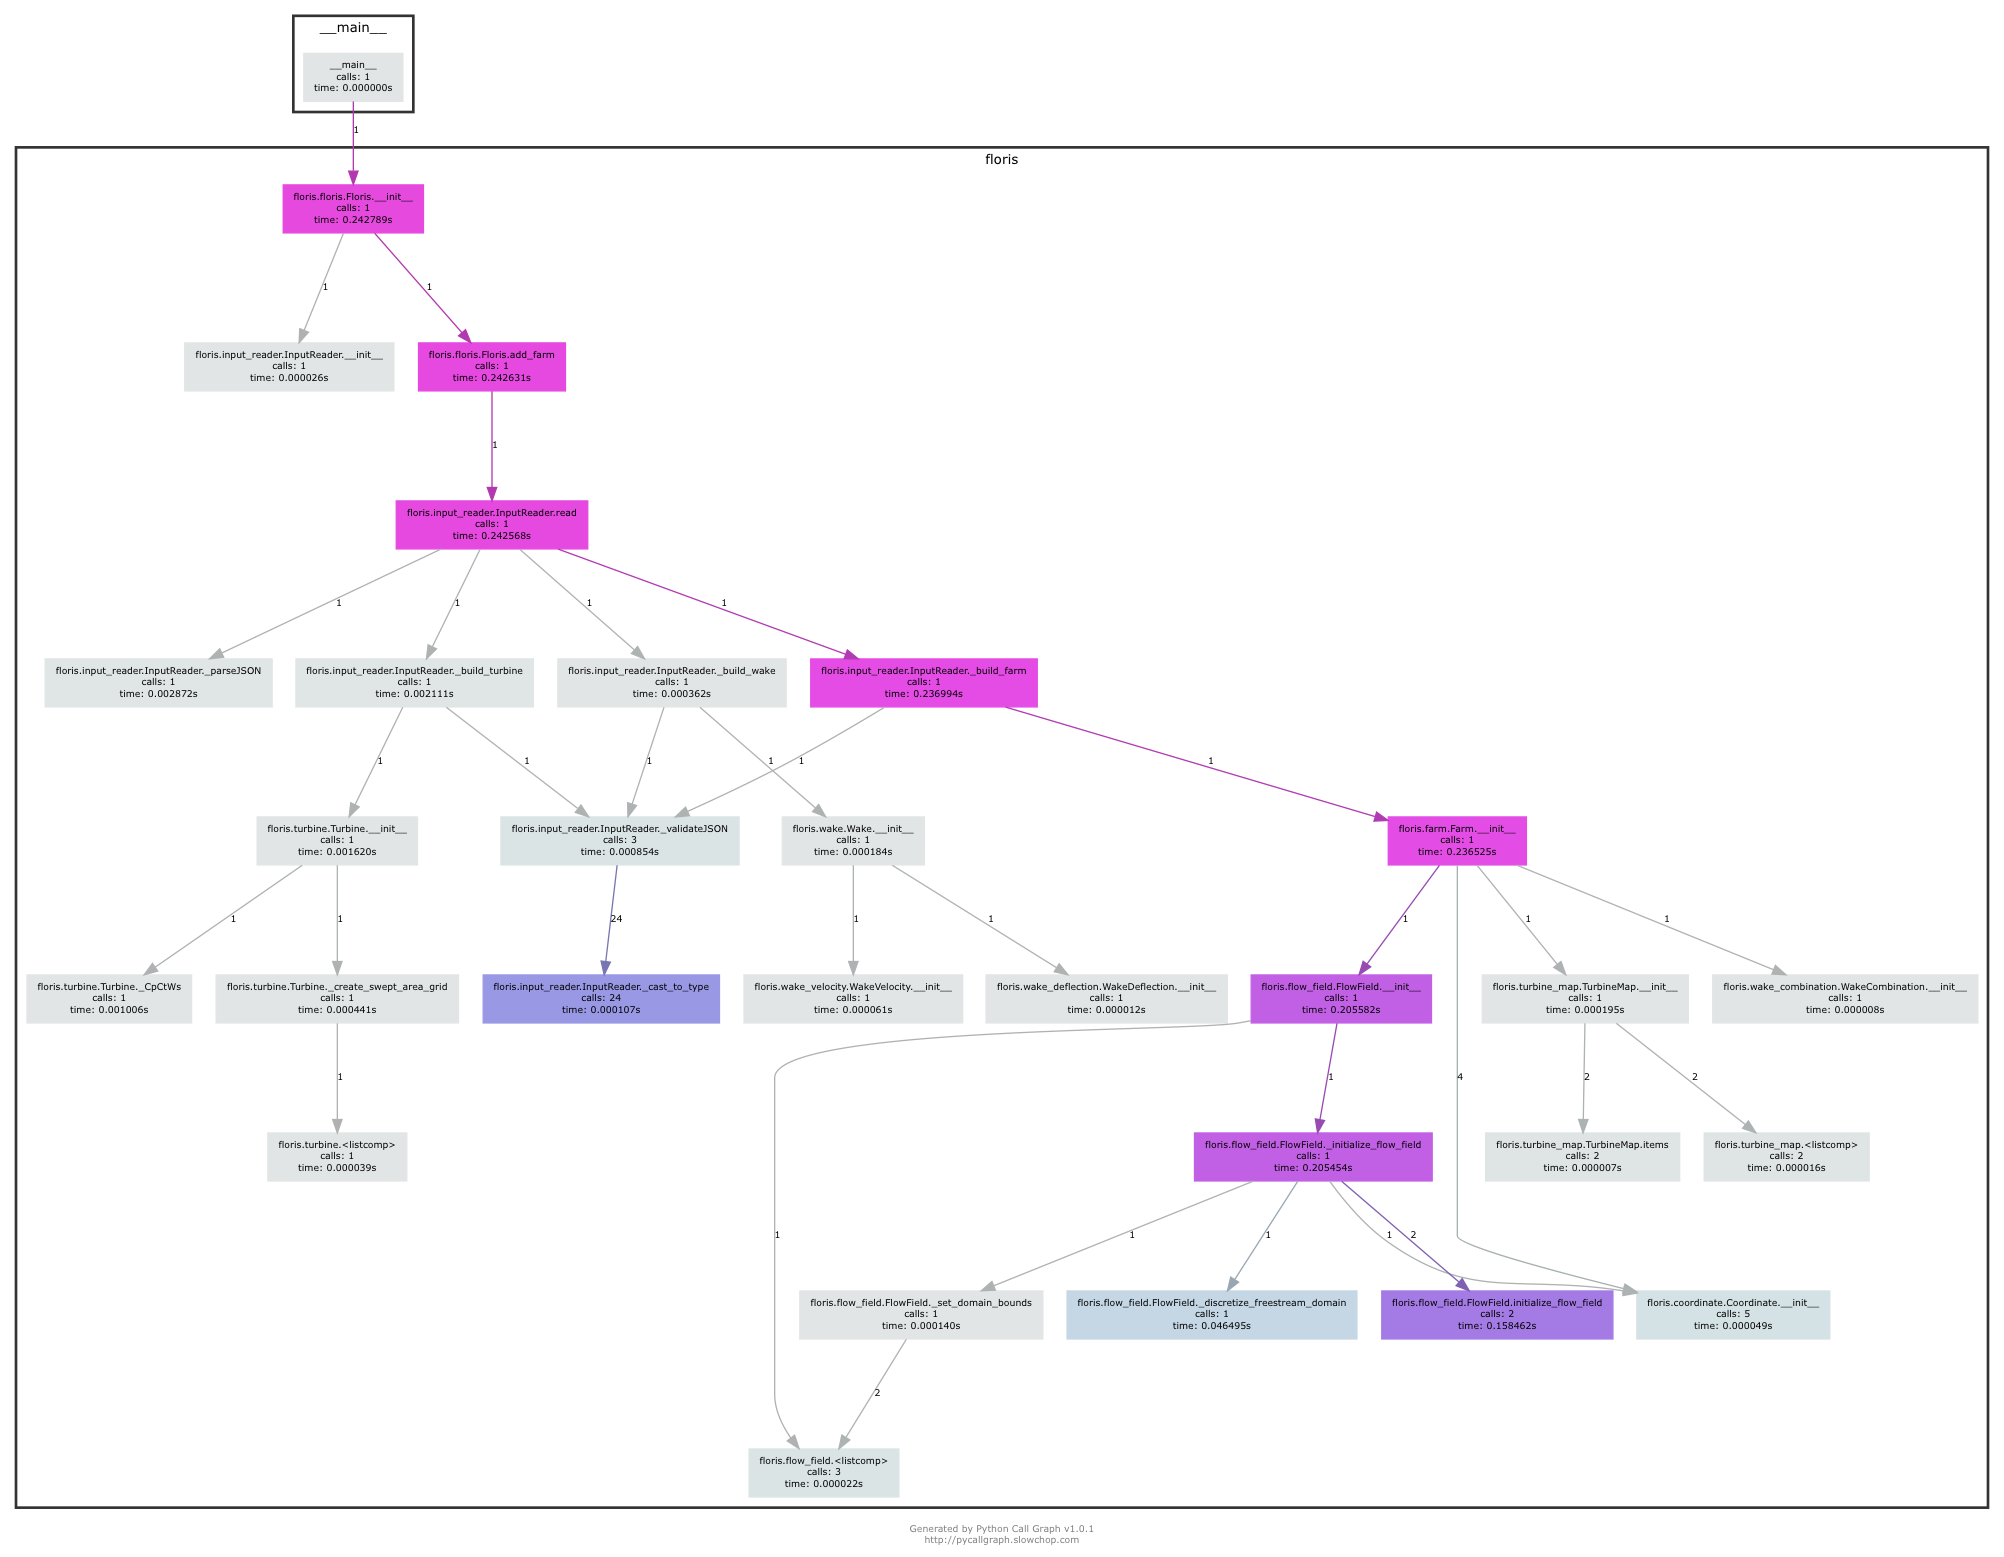 __main__
__main__
calls: 1
time: 0.000000s
1
floris
floris.floris.Floris.__init__
calls: 1
time: 0.242789s
1
1
floris.input_reader.InputReader.__init__
calls: 1
time: 0.000026s
floris.floris.Floris.add_farm
calls: 1
time: 0.242631s
1
floris.input_reader.InputReader.read
calls: 1
time: 0.242568s
1
1
1
1
floris.input_reader.InputReader._parseJSON
calls: 1
time: 0.002872s
floris.input_reader.InputReader._build_turbine
calls: 1
time: 0.002111s
floris.input_reader.InputReader._build_wake
calls: 1
time: 0.000362s
floris.input_reader.InputReader._build_farm
calls: 1
time: 0.236994s
1
1
1
1
1
1
floris.turbine.Turbine.__init__
calls: 1
time: 0.001620s
floris.input_reader.InputReader._validateJSON
calls: 3
time: 0.000854s
floris.wake.Wake.__init__
calls: 1
time: 0.000184s
floris.farm.Farm.__init__
calls: 1
time: 0.236525s
1
1
24
1
1
1
1
1
floris.turbine.Turbine._CpCtWs
calls: 1
time: 0.001006s
floris.turbine.Turbine._create_swept_area_grid
calls: 1
time: 0.000441s
floris.input_reader.InputReader._cast_to_type
calls: 24
time: 0.000107s
floris.wake_velocity.WakeVelocity.__init__
calls: 1
time: 0.000061s
floris.wake_deflection.WakeDeflection.__init__
calls: 1
time: 0.000012s
floris.flow_field.FlowField.__init__
calls: 1
time: 0.205582s
floris.turbine_map.TurbineMap.__init__
calls: 1
time: 0.000195s
floris.wake_combination.WakeCombination.__init__
calls: 1
time: 0.000008s
1
1
4
2
2
floris.turbine.<listcomp>
calls: 1
time: 0.000039s
floris.flow_field.FlowField._initialize_flow_field
calls: 1
time: 0.205454s
floris.turbine_map.TurbineMap.items
calls: 2
time: 0.000007s
floris.turbine_map.<listcomp>
calls: 2
time: 0.000016s
1
1
1
1
2
floris.flow_field.FlowField._set_domain_bounds
calls: 1
time: 0.000140s
floris.flow_field.FlowField._discretize_freestream_domain
calls: 1
time: 0.046495s
floris.flow_field.FlowField.initialize_flow_field
calls: 2
time: 0.158462s
floris.coordinate.Coordinate.__init__
calls: 5
time: 0.000049s
2
floris.flow_field.<listcomp>
calls: 3
time: 0.000022s
Generated by Python Call Graph v1.0.1
http://pycallgraph.slowchop.com